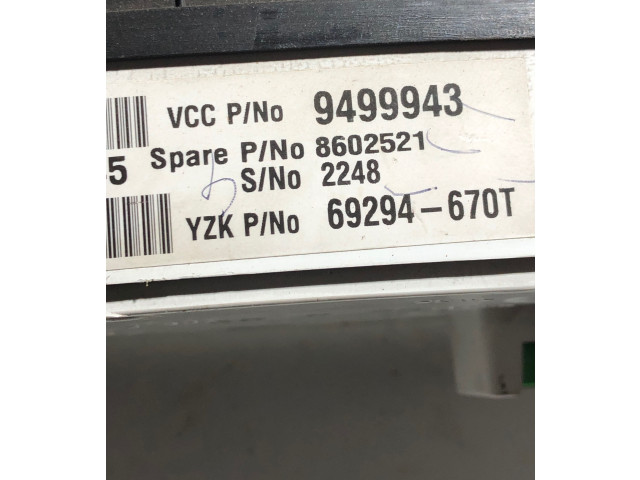 VCC P/No 9499943
Spare P/No 8602521
5 S/No 2248
YZK P/No 69294-670T